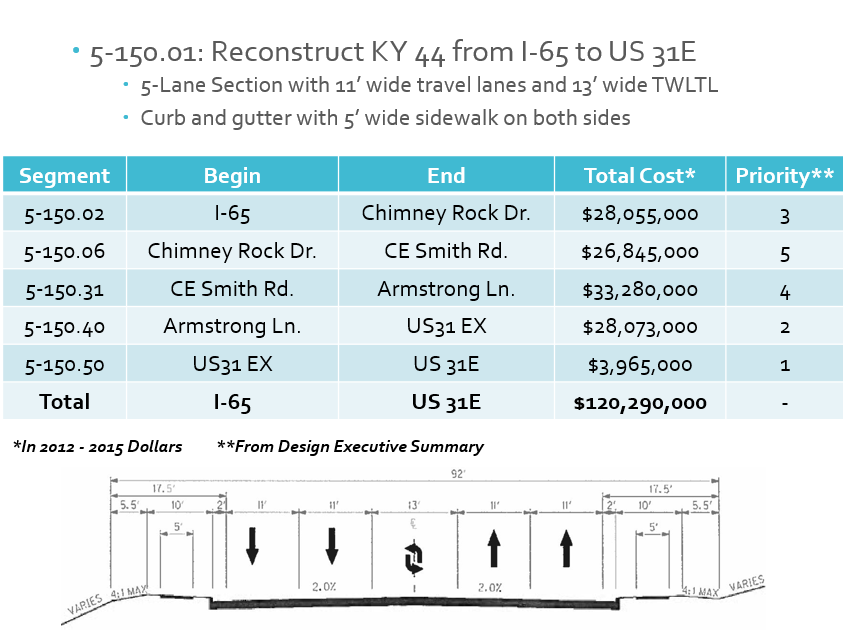 5-150.01: Reconstruct KY 44 from I-65 to US 31E
5-Lane Section with 11’ wide travel lanes and 13’ wide TWLTL
Curb and gutter with 5’ wide sidewalk on both sides
Segment Begin End Total Cost* Priority**
5-150.02 I-65 Chimney Rock Dr. $28,055,000 3
5-150.06 Chimney Rock Dr. CE Smith Rd. $26,845,000 5
5-150.31 CE Smith Rd. Armstrong Ln. $33,280,000 4
5-150.40 Armstrong Ln. US31 EX $28,073,000 2
5-150.50 US31 EX US 31E $3,965,000 1
Total I-65 US 31E $120,290,000 -
*In 2012 - 2015 Dollars **From Design Executive Summary
92'
17.5' 17.5'
5.5' 10' 2' 11' 11' 13' 11' 11' 2' 10' 5.5'
5' ℄ 5'
2.0% 2.0%
VARIES 4:1 MAX 4:1 MAX VARIES